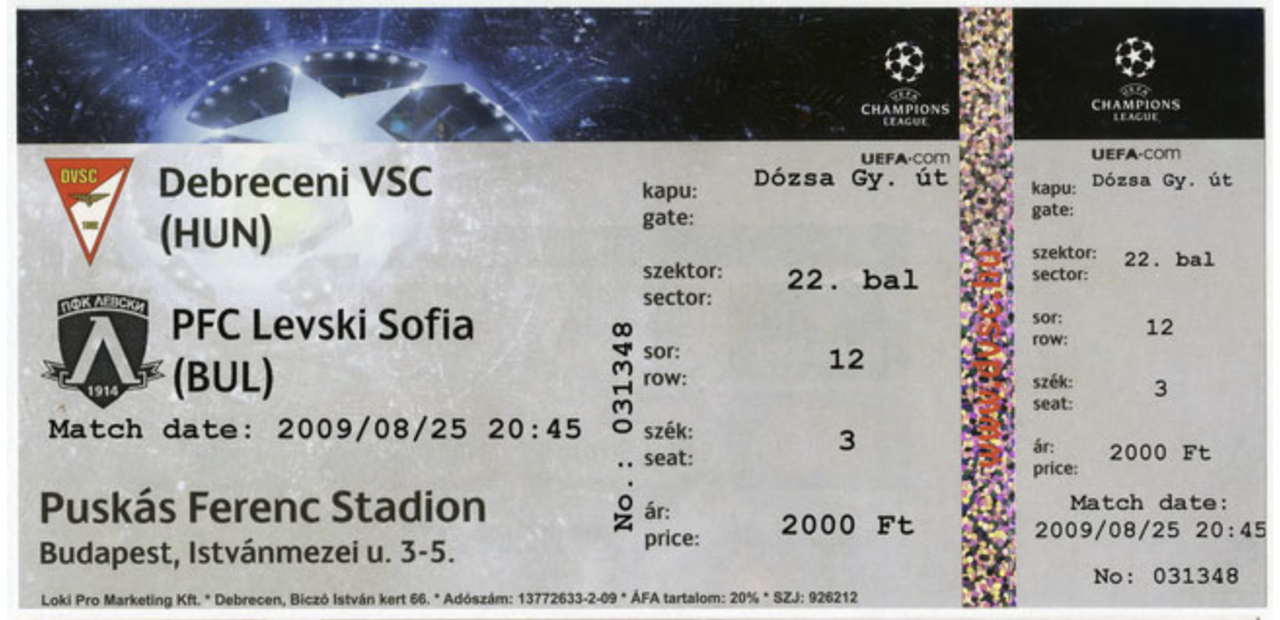 UEFA
CHAMPIONS
LEAGUE
UEFA.com
DVSC
Debreceni VSC
(HUN)
ПФК ЛЕВСКИ
Л
1914
PFC Levski Sofia
(BUL)
Match date: 2009/08/25 20:45
Puskás Ferenc Stadion
Budapest, Istvánmezei u. 3-5.
Loki Pro Marketing Kft. * Debrecen, Biczó István kert 66. * Adószám: 13772633-2-09 * ÁFA tartalom: 20% * SZJ: 926212
No.: 031348
kapu: Dózsa Gy. út
gate:
szektor: 22. bal
sector:
sor: 12
row:
szék: 3
seat:
ár: 2000 Ft
price:
www.dvsc.hu
UEFA
CHAMPIONS
LEAGUE
UEFA.com
kapu: Dózsa Gy. út
gate:
szektor: 22. bal
sector:
sor: 12
row:
szék: 3
seat:
ár: 2000 Ft
price:
Match date:
2009/08/25 20:45
No: 031348